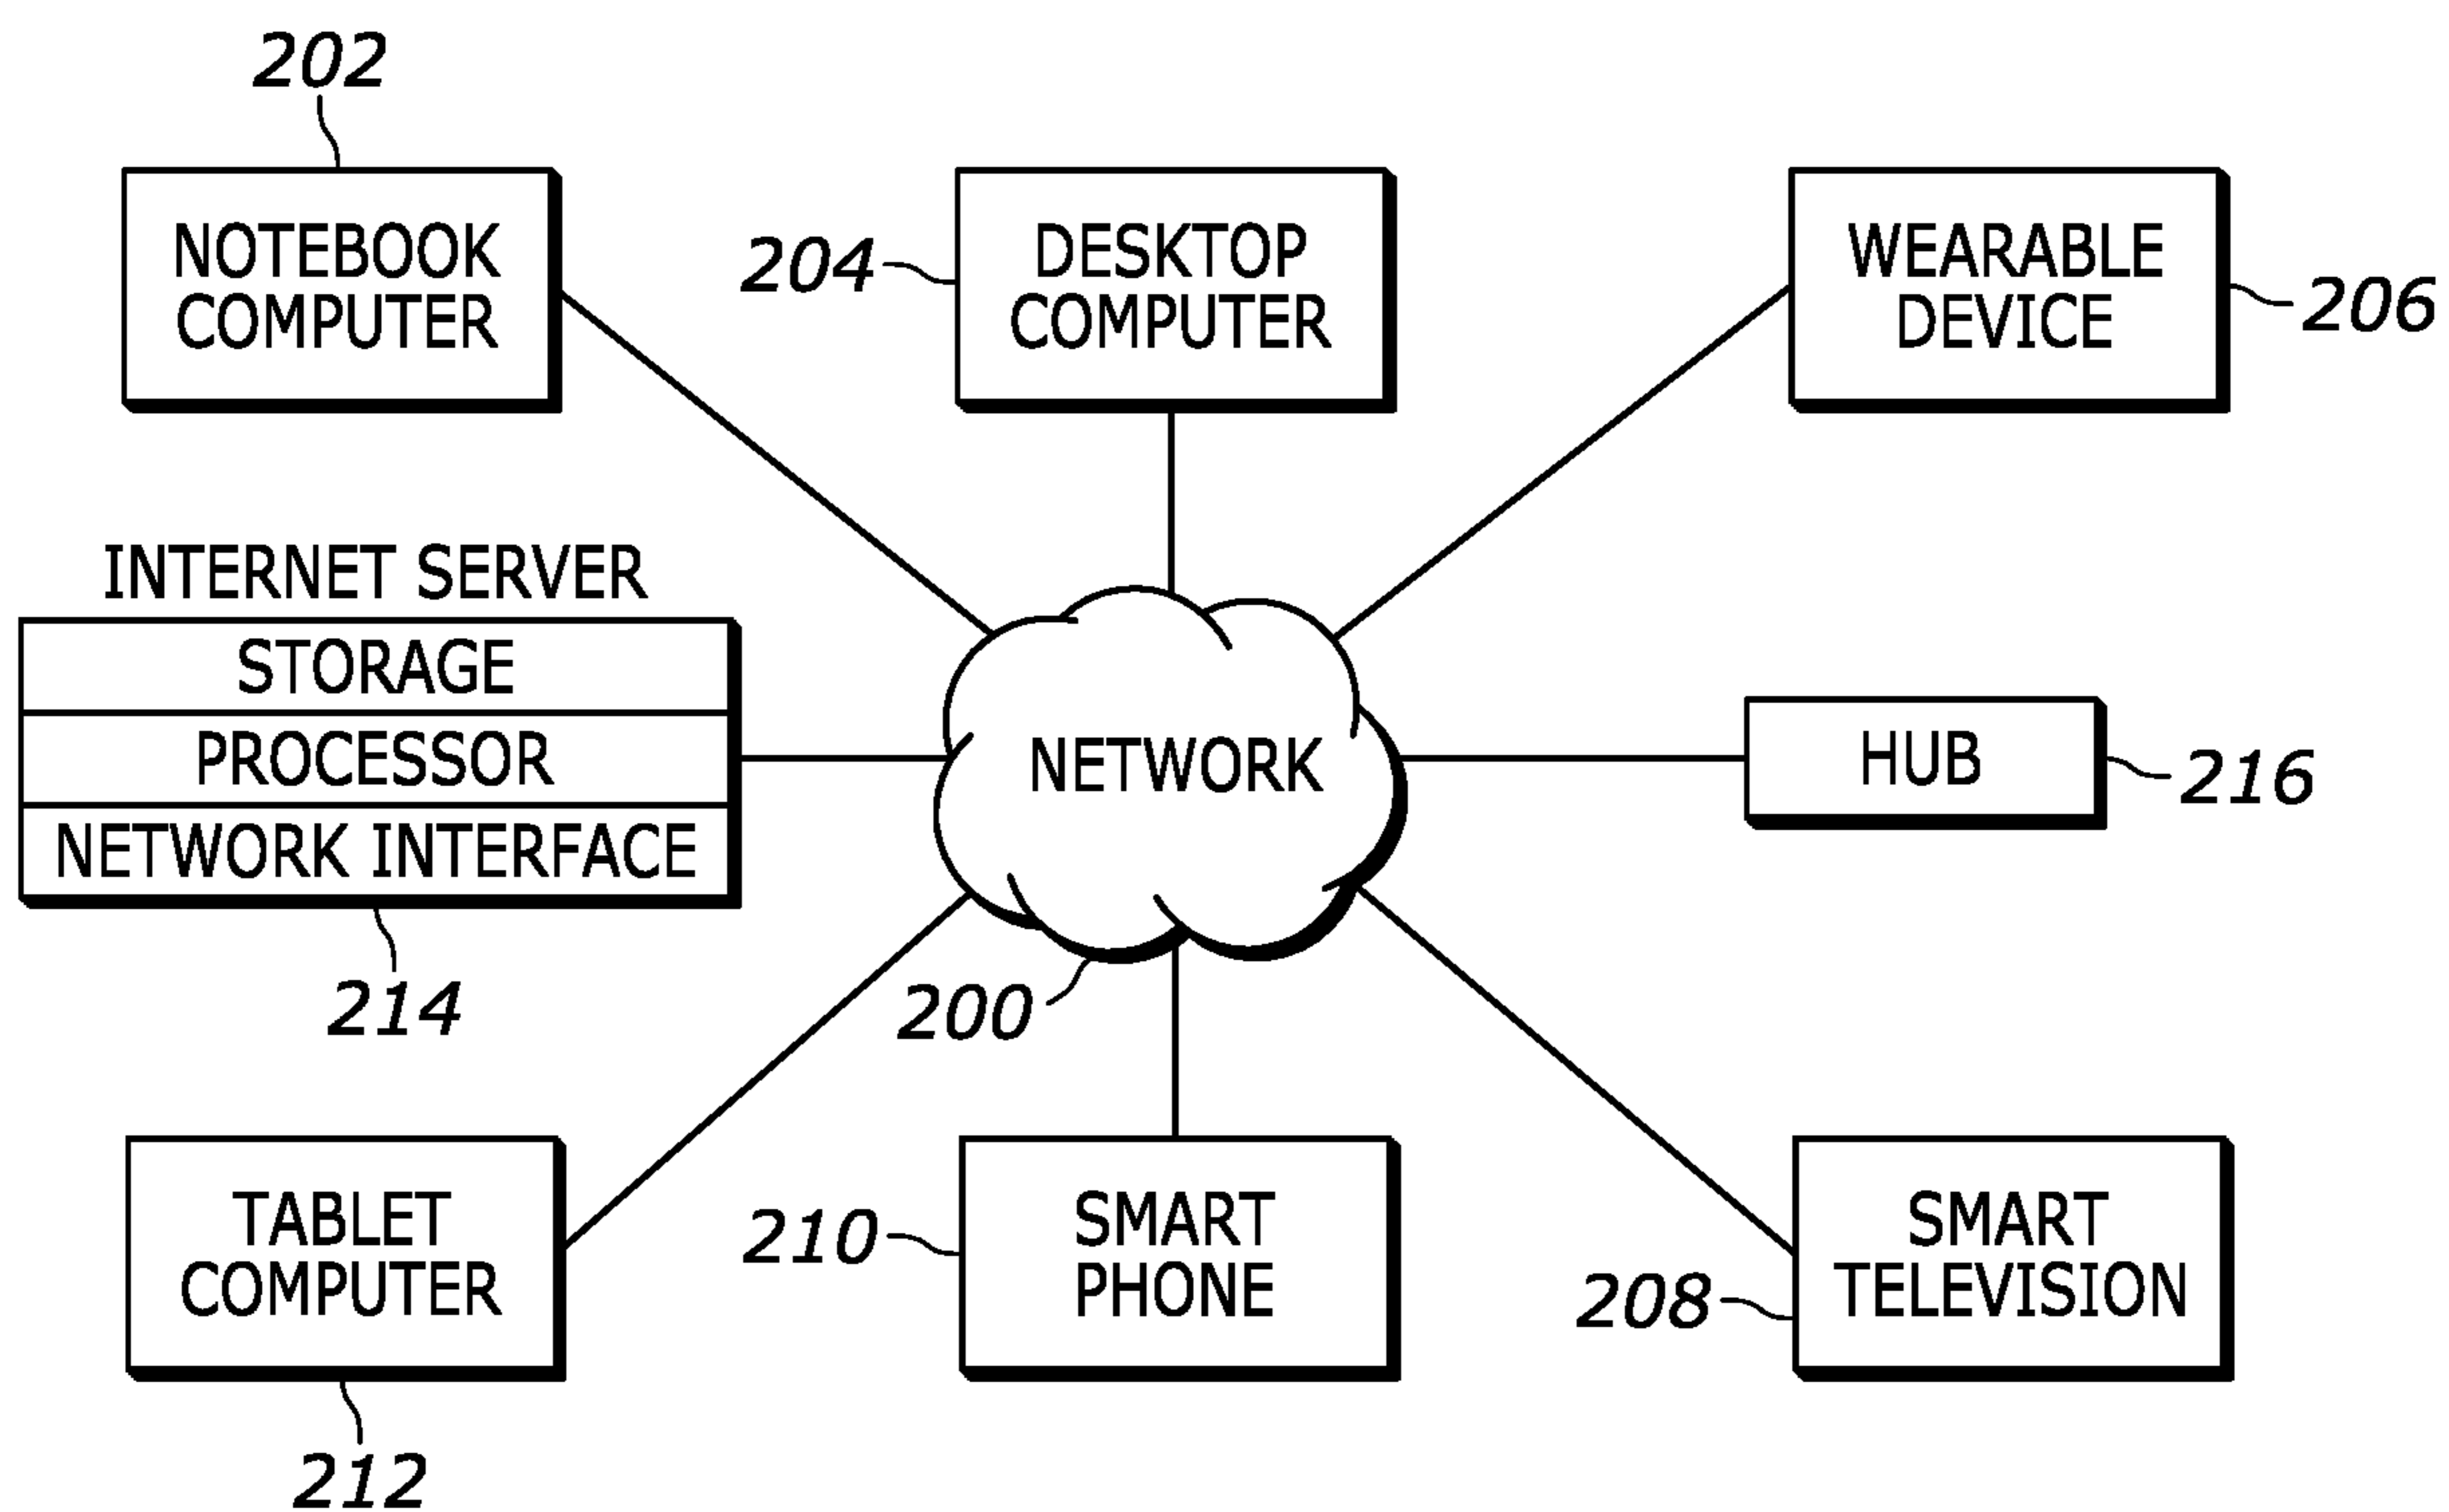 202
NOTEBOOK
COMPUTER
204
DESKTOP
COMPUTER
WEARABLE
DEVICE
206
INTERNET SERVER
STORAGE
PROCESSOR
NETWORK INTERFACE
214
NETWORK
200
HUB
216
TABLET
COMPUTER
212
210
SMART
PHONE
208
SMART
TELEVISION